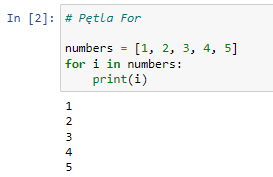 In [2]: # Pętla For
numbers = [1, 2, 3, 4, 5]
for i in numbers:
    print(i)
1
2
3
4
5